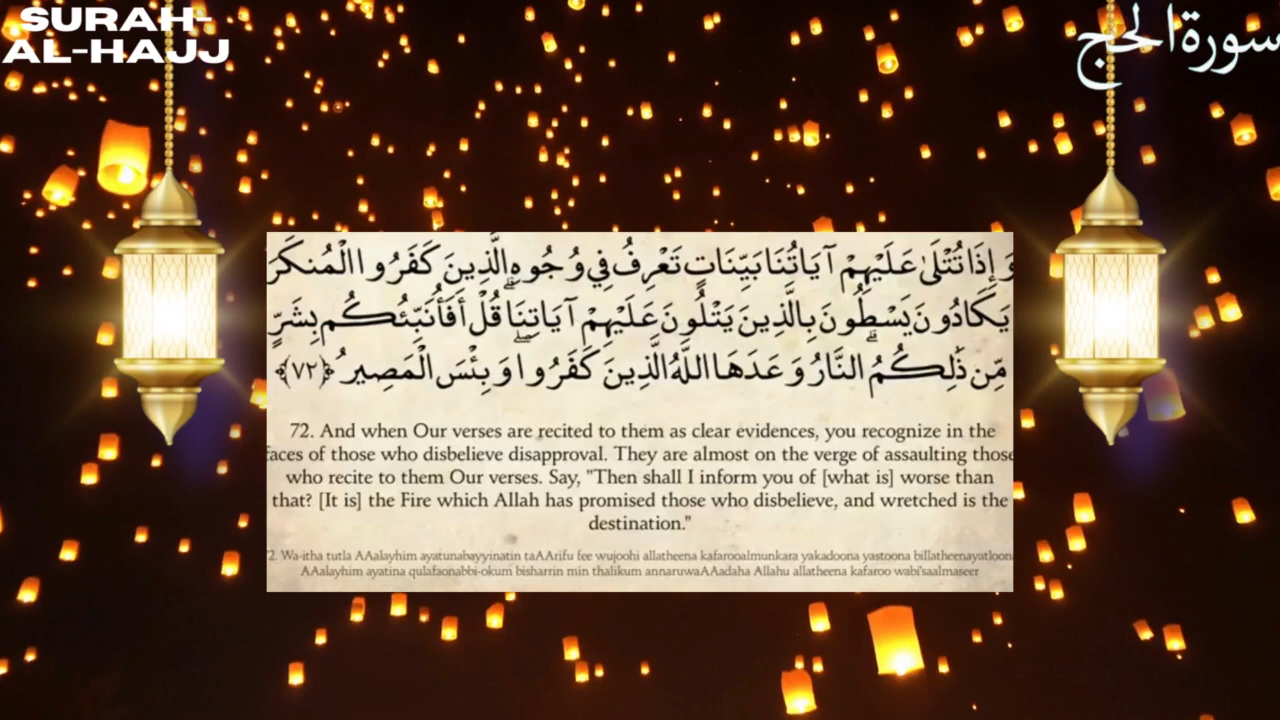 SURAH-
AL-HAJJ
سورة الحج
وَإِذَا تُتْلَىٰ عَلَيْهِمْ آيَاتُنَا بَيِّنَاتٍ تَعْرِفُ فِي وُجُوهِ الَّذِينَ كَفَرُوا الْمُنكَرَ
يَكَادُونَ يَسْطُونَ بِالَّذِينَ يَتْلُونَ عَلَيْهِمْ آيَاتِنَا ۗ قُلْ أَفَأُنَبِّئُكُم بِشَرٍّ
مِّن ذَٰلِكُمُ ۗ النَّارُ وَعَدَهَا اللَّهُ الَّذِينَ كَفَرُوا ۖ وَبِئْسَ الْمَصِيرُ ﴿٧٢﴾
72. And when Our verses are recited to them as clear evidences, you recognize in the
faces of those who disbelieve disapproval. They are almost on the verge of assaulting those
who recite to them Our verses. Say, "Then shall I inform you of [what is] worse than
that? [It is] the Fire which Allah has promised those who disbelieve, and wretched is the
destination."
2. Wa-itha tutla AAalayhim ayatunabayyinatin taAArifu fee wujoohi allatheena kafarooalmunkara yakadoona yastoona billatheenayatloona
AAalayhim ayatina qulafaonabbi-okum bisharrin min thalikum annaruwaAAadaha Allahu allatheena kafaroo wabi'saalmaseer